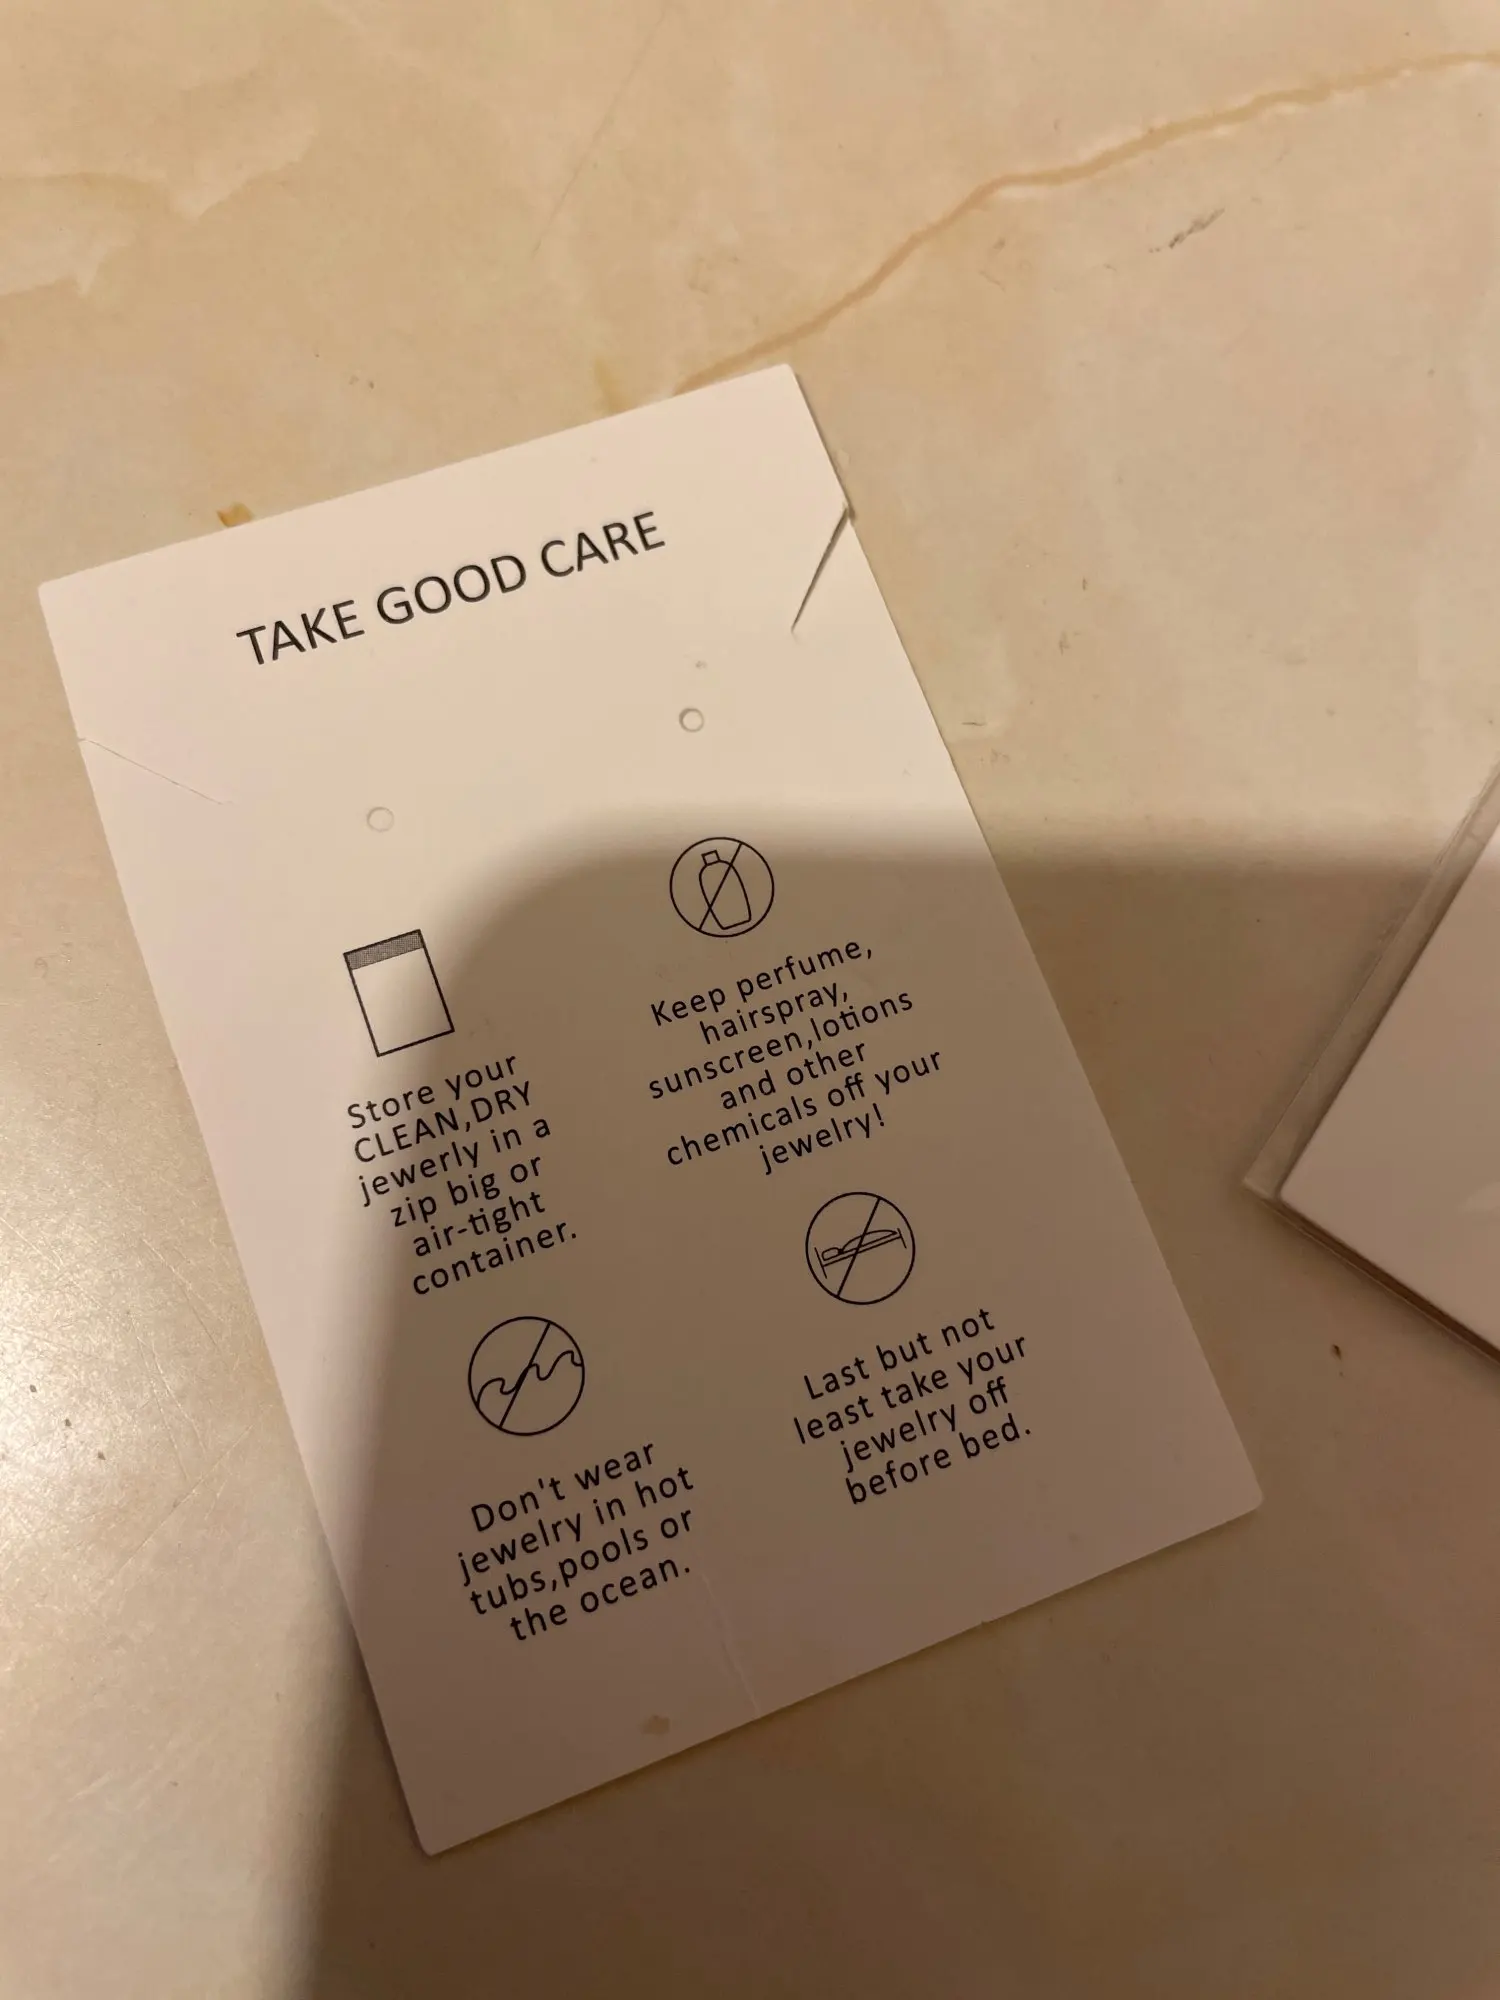 TAKE GOOD CARE
Store your
CLEAN,DRY
jewerly in a
zip big or
air-tight
container.
Keep perfume,
hairspray,
sunscreen,lotions
and other
chemicals off your
jewelry!
Don't wear
jewelry in hot
tubs,pools or
the ocean.
Last but not
least take your
jewelry off
before bed.